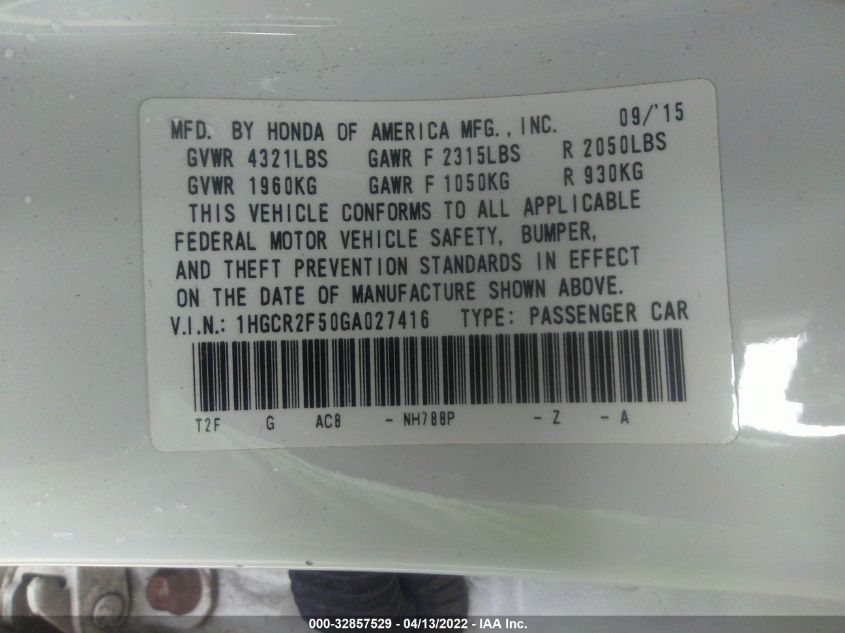 MFD. BY HONDA OF AMERICA MFG., INC. 09/'15
GVWR 4321LBS GAWR F 2315LBS R 2050LBS
GVWR 1960KG GAWR F 1050KG R 930KG
THIS VEHICLE CONFORMS TO ALL APPLICABLE
FEDERAL MOTOR VEHICLE SAFETY, BUMPER,
AND THEFT PREVENTION STANDARDS IN EFFECT
ON THE DATE OF MANUFACTURE SHOWN ABOVE.
V.I.N.: 1HGCR2F50GA027416 TYPE: PASSENGER CAR
T2F G AC8 - NH788P - Z - A
000-32857529 - 04/13/2022 - IAA Inc.